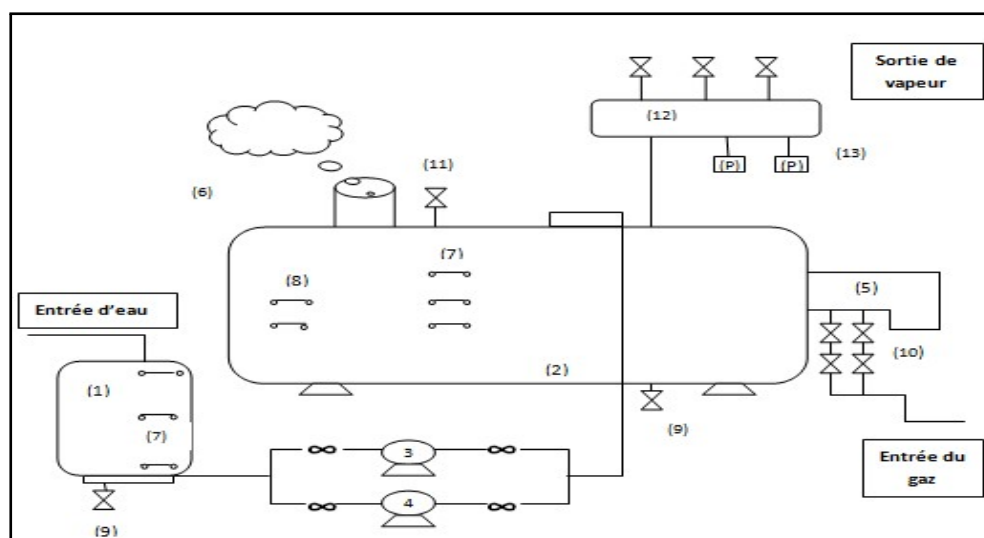 Sortie de
vapeur
(12)
(P)
(P)
(13)
(6)
(11)
(7)
(8)
(5)
Entrée d'eau
(10)
(1)
(2)
(7)
(9)
3
Entrée du
gaz
4
(9)